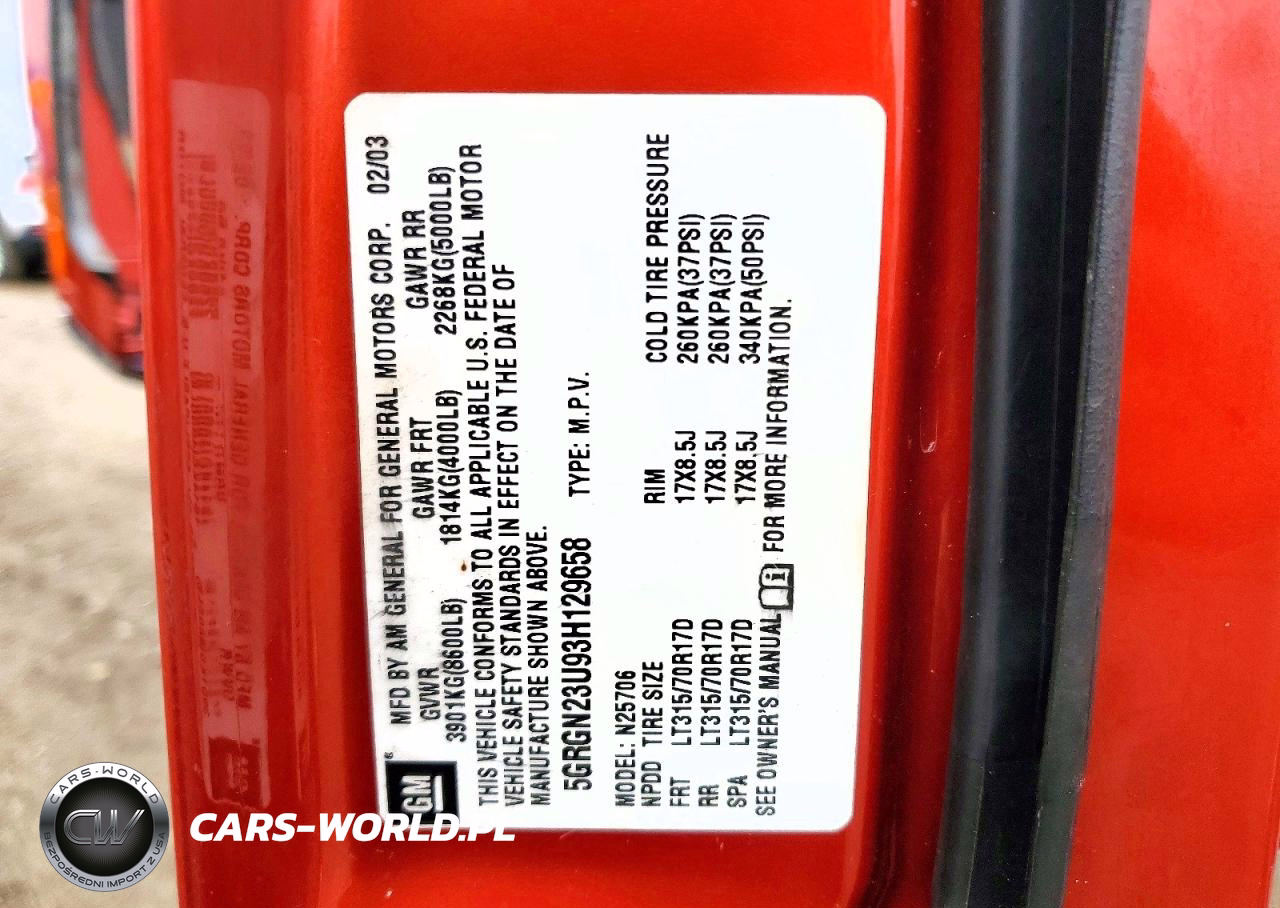 GM
MFD BY AM GENERAL FOR GENERAL MOTORS CORP. 02/03
GVWR GAWR FRT GAWR RR
3901KG(8600LB) 1814KG(4000LB) 2268KG(5000LB)
THIS VEHICLE CONFORMS TO ALL APPLICABLE U.S. FEDERAL MOTOR
VEHICLE SAFETY STANDARDS IN EFFECT ON THE DATE OF
MANUFACTURE SHOWN ABOVE.
5GRGN23U93H129658 TYPE: M.P.V.
MODEL: N25706
NPDD TIRE SIZE RIM COLD TIRE PRESSURE
FRT LT315/70R17D 17X8.5J 260KPA(37PSI)
RR LT315/70R17D 17X8.5J 260KPA(37PSI)
SPA LT315/70R17D 17X8.5J 340KPA(50PSI)
SEE OWNER'S MANUAL FOR MORE INFORMATION.
CARS-WORLD
CW
BEZPOŚREDNI IMPORT Z USA
CARS-WORLD.PL